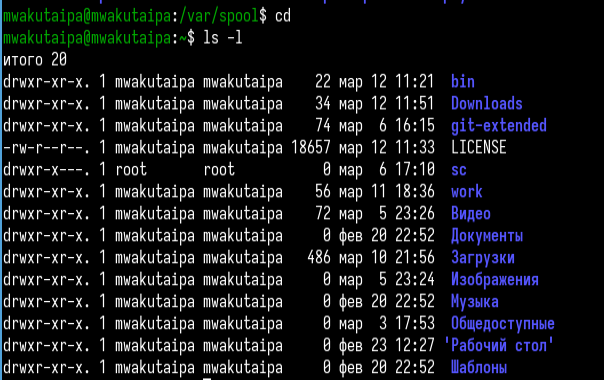 mwakutaipa@mwakutaipa:/var/spool$ cd
mwakutaipa@mwakutaipa:~$ ls -l
итого 20
drwxr-xr-x. 1 mwakutaipa mwakutaipa    22 мар 12 11:21  bin
drwxr-xr-x. 1 mwakutaipa mwakutaipa    34 мар 12 11:51  Downloads
drwxr-xr-x. 1 mwakutaipa mwakutaipa    74 мар  6 16:15  git-extended
-rw-r--r--. 1 mwakutaipa mwakutaipa 18657 мар 12 11:33  LICENSE
drwxr-x---. 1 root       root           0 мар  6 17:10  sc
drwxr-xr-x. 1 mwakutaipa mwakutaipa    56 мар 11 18:36  work
drwxr-xr-x. 1 mwakutaipa mwakutaipa    72 мар  5 23:26  Видео
drwxr-xr-x. 1 mwakutaipa mwakutaipa     0 фев 20 22:52  Документы
drwxr-xr-x. 1 mwakutaipa mwakutaipa   486 мар 10 21:56  Загрузки
drwxr-xr-x. 1 mwakutaipa mwakutaipa     0 мар  5 23:24  Изображения
drwxr-xr-x. 1 mwakutaipa mwakutaipa     0 фев 20 22:52  Музыка
drwxr-xr-x. 1 mwakutaipa mwakutaipa     0 мар  3 17:53  Общедоступные
drwxr-xr-x. 1 mwakutaipa mwakutaipa     0 фев 23 12:27 'Рабочий стол'
drwxr-xr-x. 1 mwakutaipa mwakutaipa     0 фев 20 22:52  Шаблоны